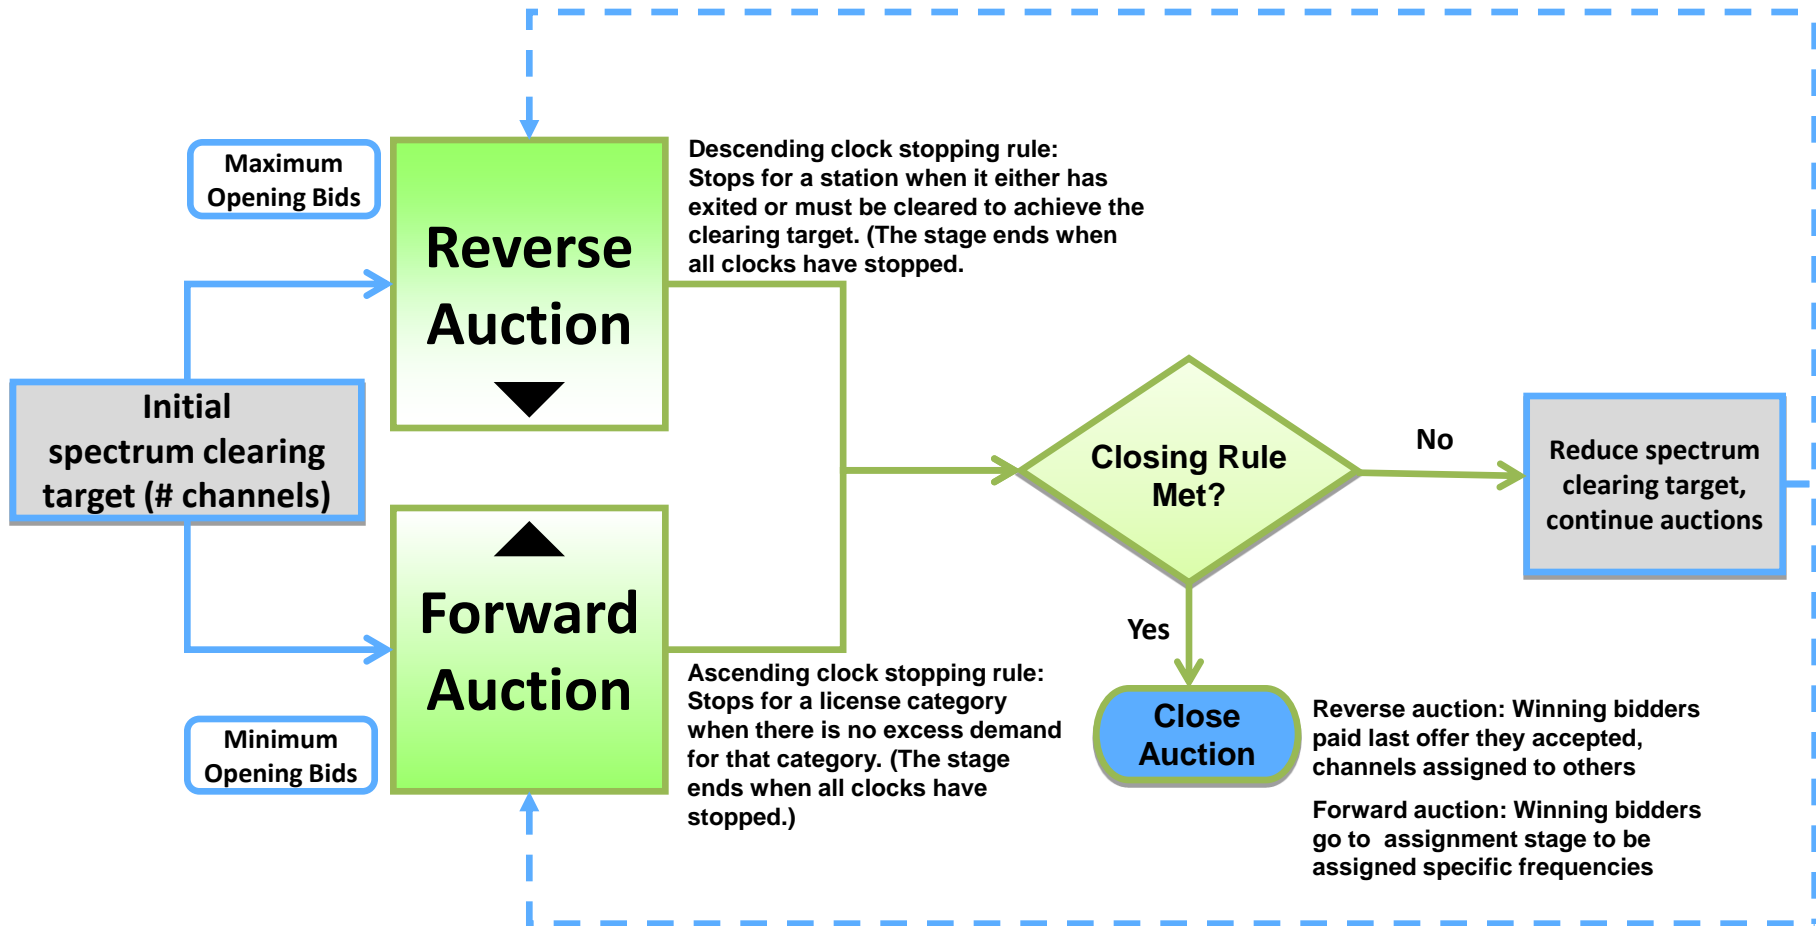 Maximum
Opening Bids
Reverse
Auction
Descending clock stopping rule:
Stops for a station when it either has
exited or must be cleared to achieve the
clearing target. (The stage ends when
all clocks have stopped.
Initial
spectrum clearing
target (# channels)
Forward
Auction
Minimum
Opening Bids
Ascending clock stopping rule:
Stops for a license category
when there is no excess demand
for that category. (The stage
ends when all clocks have
stopped.)
Closing Rule
Met?
No
Reduce spectrum
clearing target,
continue auctions
Yes
Close
Auction
Reverse auction: Winning bidders
paid last offer they accepted,
channels assigned to others
Forward auction: Winning bidders
go to  assignment stage to be
assigned specific frequencies